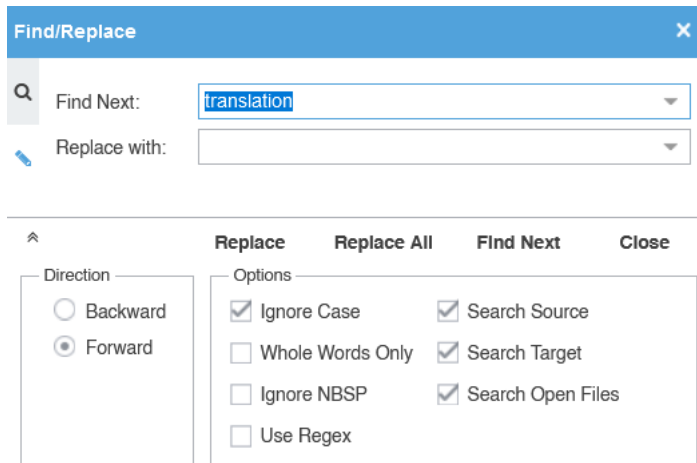 Find/Replace
Find Next:
translation
Replace with:
Replace Replace All Find Next Close
Direction
Options
Backward
Ignore Case
Search Source
Forward
Whole Words Only
Search Target
Ignore NBSP
Search Open Files
Use Regex